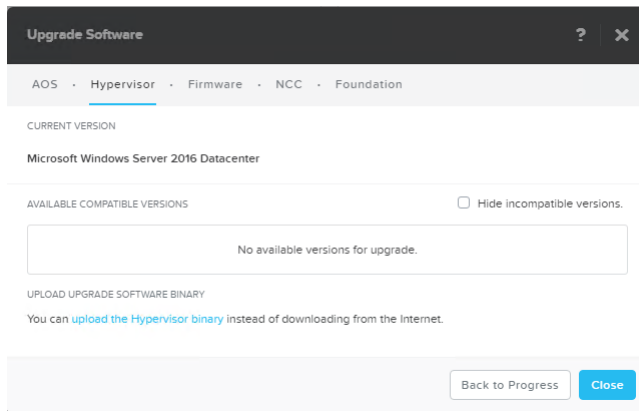 Upgrade Software ? ×
AOS · Hypervisor · Firmware · NCC · Foundation
CURRENT VERSION
Microsoft Windows Server 2016 Datacenter
AVAILABLE COMPATIBLE VERSIONS Hide incompatible versions.
No available versions for upgrade.
UPLOAD UPGRADE SOFTWARE BINARY
You can upload the Hypervisor binary instead of downloading from the Internet.
Back to Progress Close